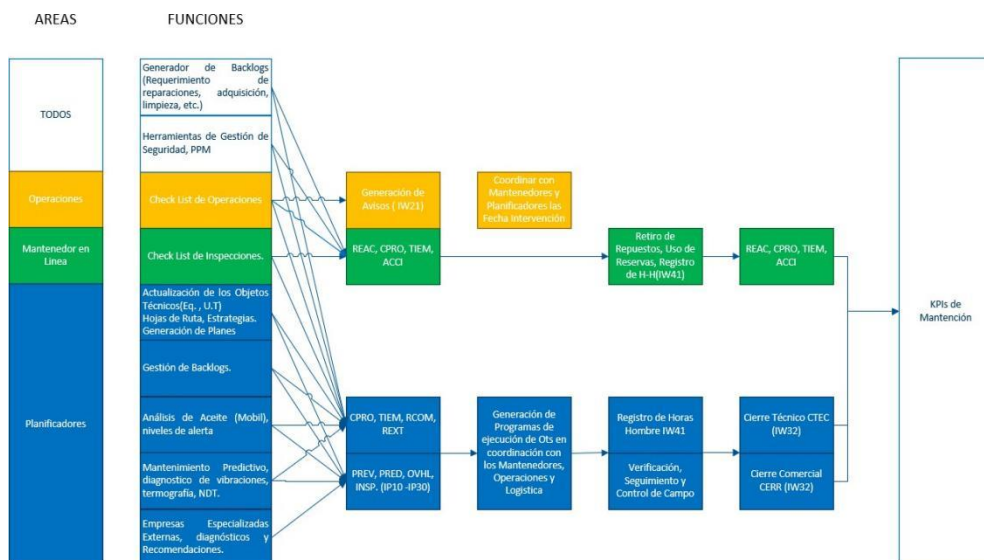 AREAS
FUNCIONES
TODOS
Generador de Backlogs
(Requerimiento de
reparaciones, adquisición,
limpieza, etc.)
Herramientas de Gestión de
Seguridad, PPM
Operaciones
Check List de Operaciones
Generación de
Avisos ( IW21)
Coordinar con
Mantenedores y
Planificadores las
Fecha Intervención
Mantenedor en
Linea
Check List de Inspecciones.
REAC, CPRO, TIEM,
ACCI
Retiro de
Repuestos, Uso de
Reservas, Registro
de H-H(IW41)
REAC, CPRO, TIEM,
ACCI
KPIs de
Mantención
Planificadores
Actualización de los Objetos
Técnicos(Eq. , U.T)
Hojas de Ruta, Estrategias.
Generación de Planes
Gestión de Backlogs.
Análisis de Aceite (Mobil),
niveles de alerta
Mantenimiento Predictivo,
diagnostico de vibraciones,
termografía, NDT.
Empresas Especializadas
Externas, diagnósticos y
Recomendaciones.
CPRO, TIEM, RCOM,
REXT
PREV, PRED, OVHL,
INSP. (IP10 -IP30)
Generación de
Programas de
ejecución de Ots en
coordinación con
los Mantenedores,
Operaciones y
Logistica
Registro de Horas
Hombre IW41
Verificación,
Seguimiento y
Control de Campo
Cierre Técnico CTEC
(IW32)
Cierre Comercial
CERR (IW32)